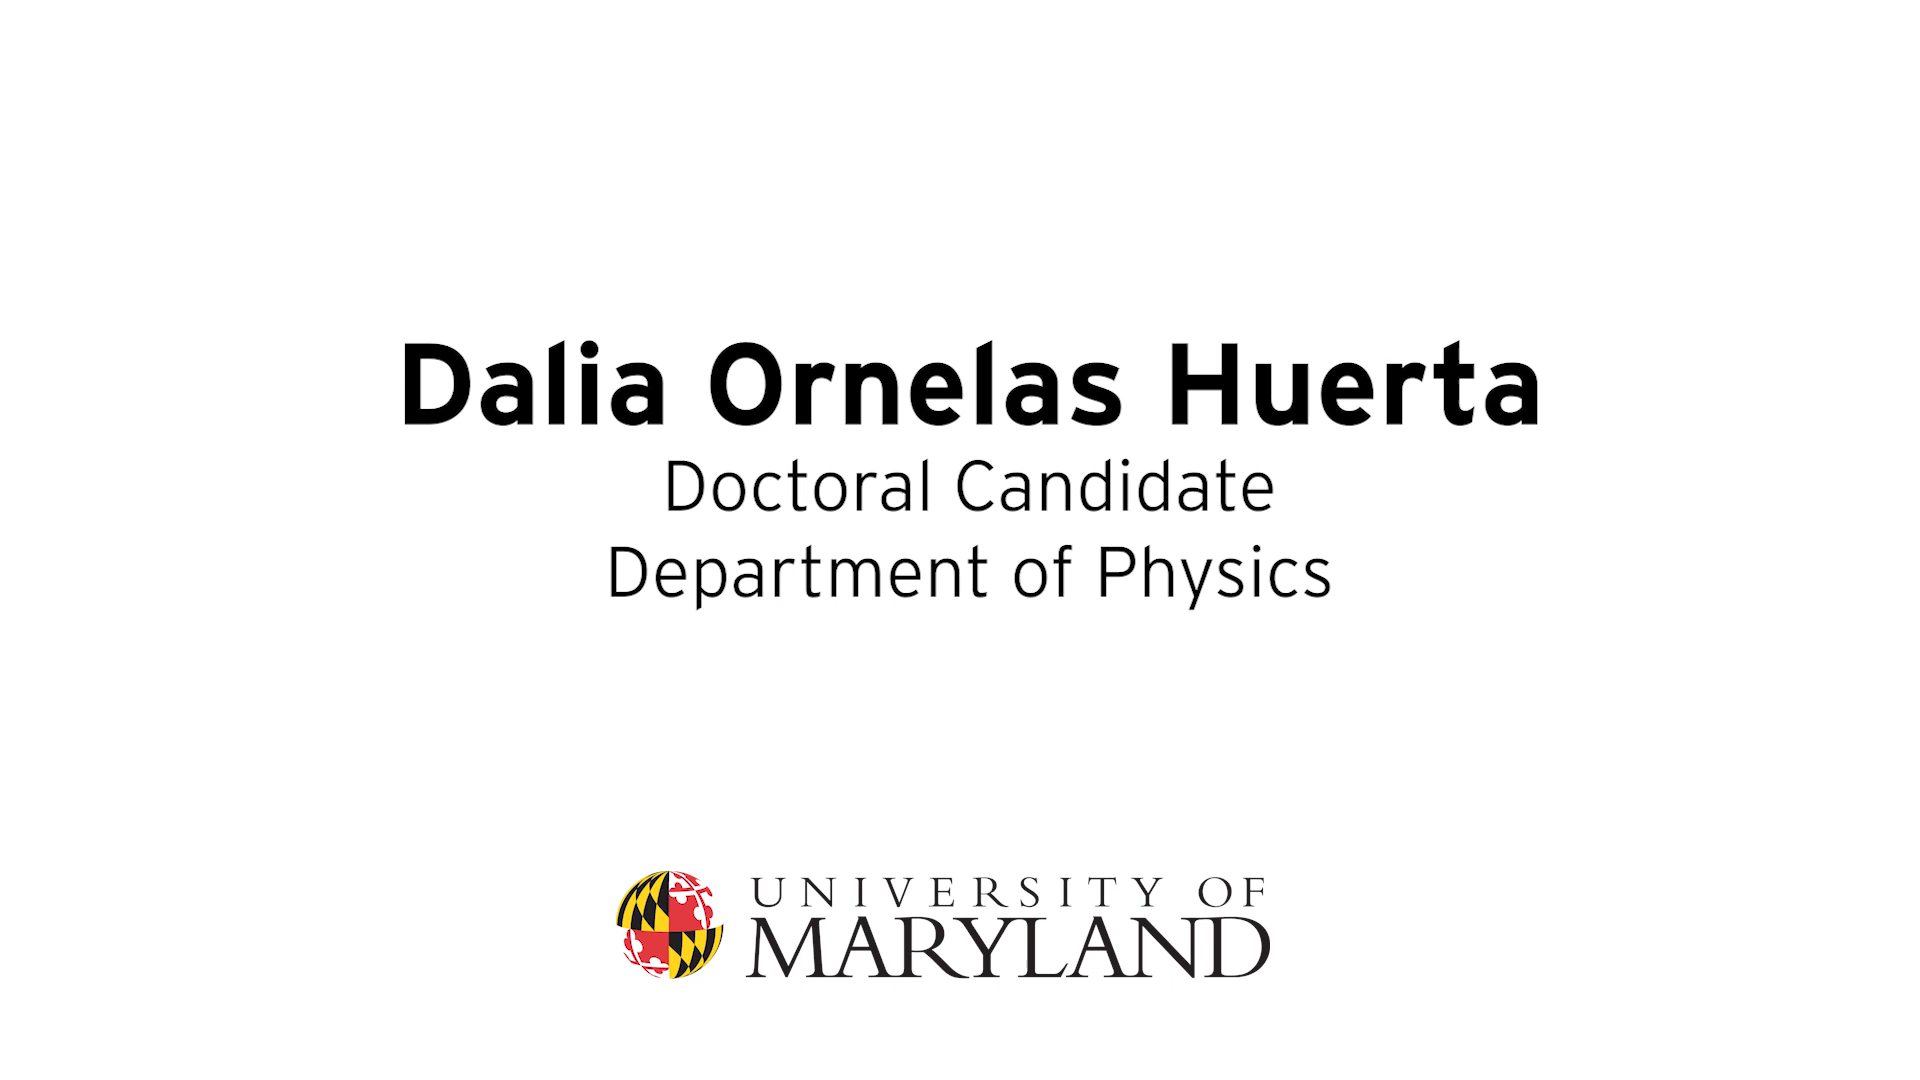 Dalia Ornelas Huerta
Doctoral Candidate
Department of Physics
UNIVERSITY OF
MARYLAND